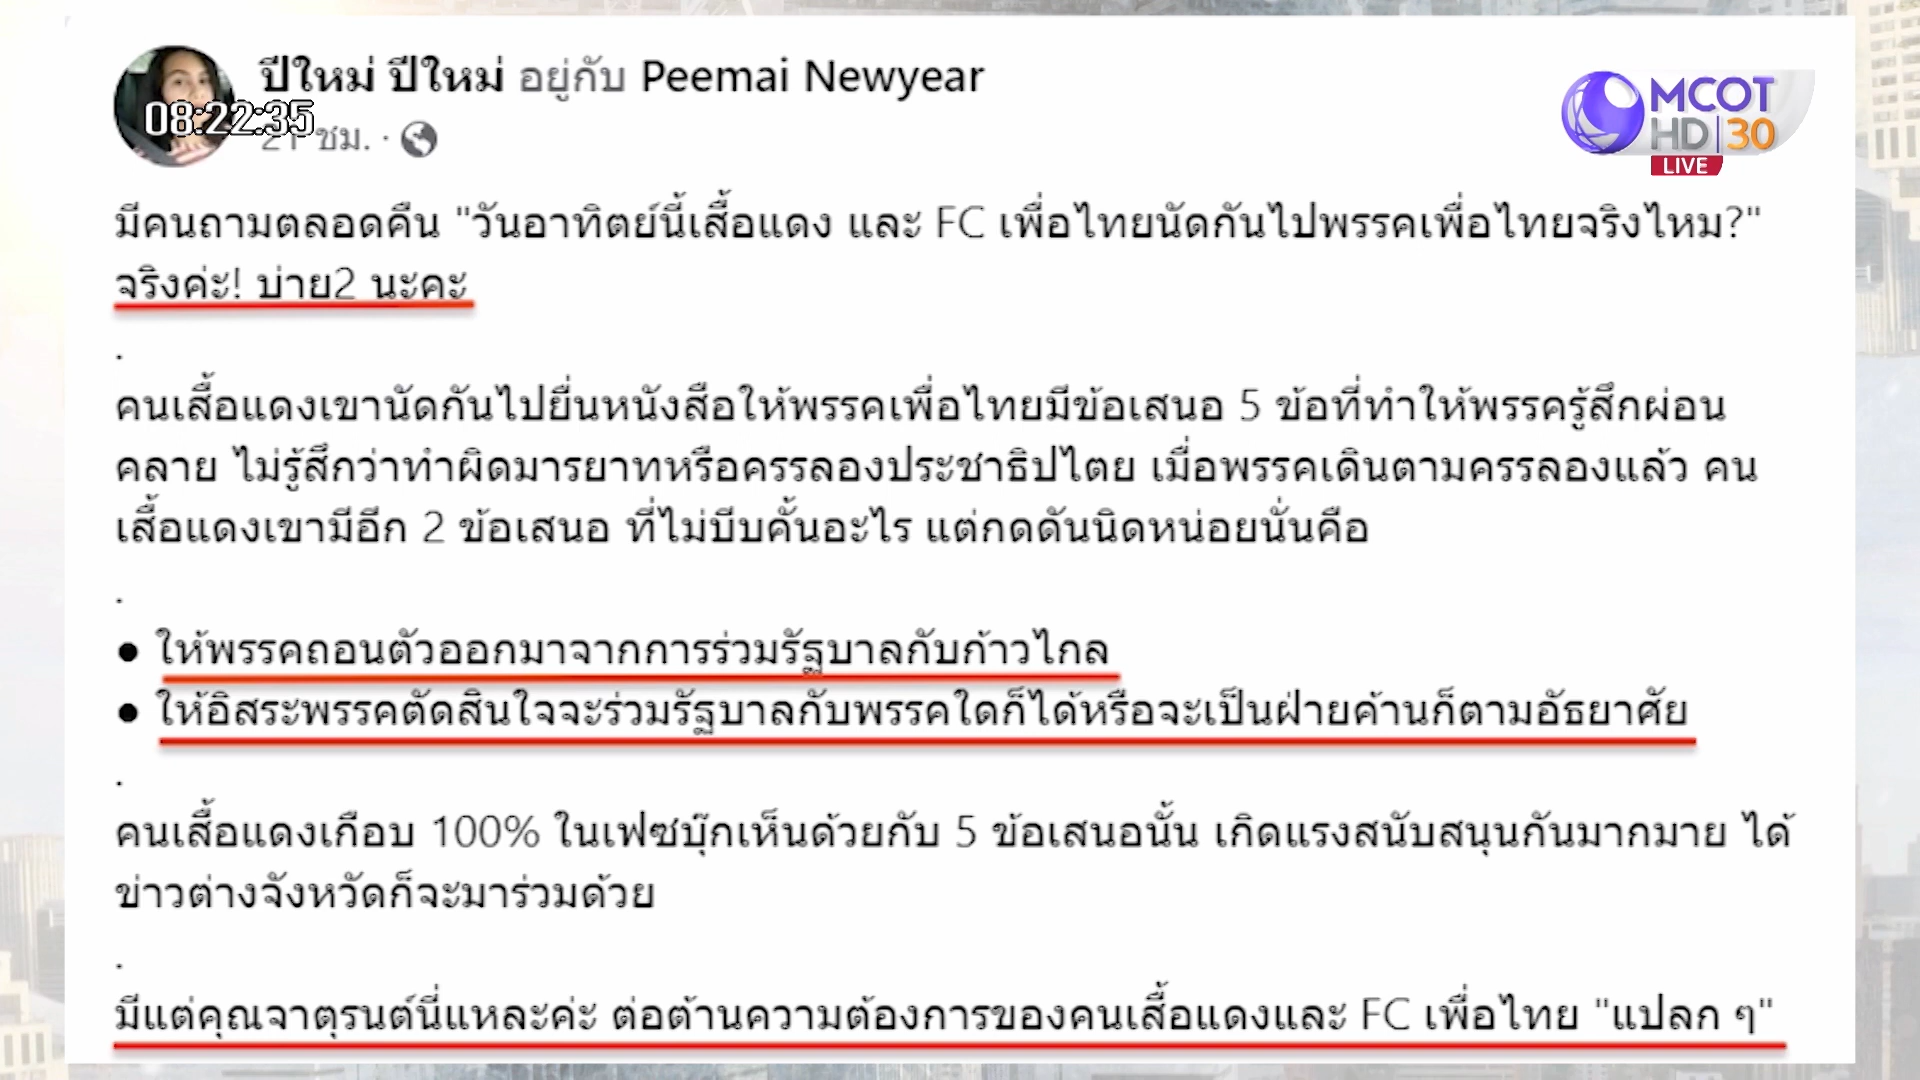 ปีใหม่ ปีใหม่ อยู่กับ Peemai Newyear
08:22:35
21 ชม. ·
MCOT
HD 30
LIVE
มีคนถามตลอดคืน "วันอาทิตย์นี้เสื้อแดง และ FC เพื่อไทยนัดกันไปพรรคเพื่อไทยจริงไหม?"
จริงค่ะ! บ่าย2 นะคะ
.
คนเสื้อแดงเขานัดกันไปยื่นหนังสือให้พรรคเพื่อไทยมีข้อเสนอ 5 ข้อที่ทำให้พรรครู้สึกผ่อน
คลาย ไม่รู้สึกว่าทำผิดมารยาทหรือครรลองประชาธิปไตย เมื่อพรรคเดินตามครรลองแล้ว คน
เสื้อแดงเขามีอีก 2 ข้อเสนอ ที่ไม่บีบคั้นอะไร แต่กดดันนิดหน่อยนั่นคือ
.
● ให้พรรคถอนตัวออกมาจากการร่วมรัฐบาลกับก้าวไกล
● ให้อิสระพรรคตัดสินใจจะร่วมรัฐบาลกับพรรคใดก็ได้หรือจะเป็นฝ่ายค้านก็ตามอัธยาศัย
.
คนเสื้อแดงเกือบ 100% ในเฟซบุ๊กเห็นด้วยกับ 5 ข้อเสนอนั้น เกิดแรงสนับสนุนกันมากมาย ได้
ข่าวต่างจังหวัดก็จะมาร่วมด้วย
.
มีแต่คุณจาตุรนต์นี่แหละค่ะ ต่อต้านความต้องการของคนเสื้อแดงและ FC เพื่อไทย "แปลก ๆ"